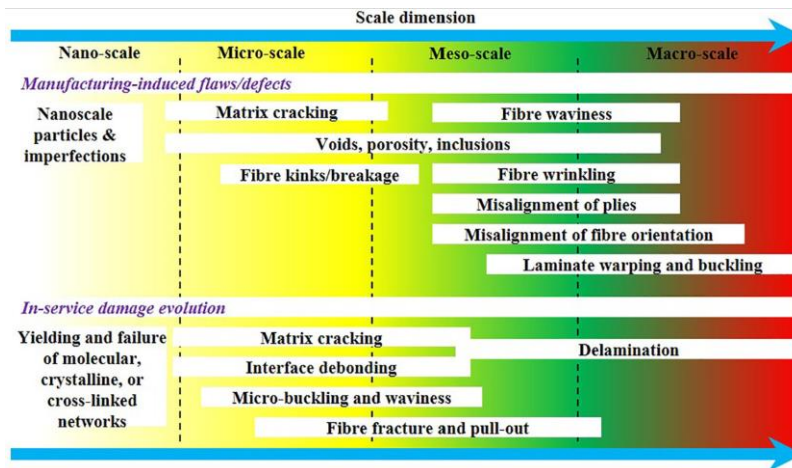 Scale dimension
Nano-scale Micro-scale Meso-scale Macro-scale
Manufacturing-induced flaws/defects
Nanoscale
particles &
imperfections
Matrix cracking
Fibre waviness
Voids, porosity, inclusions
Fibre kinks/breakage
Fibre wrinkling
Misalignment of plies
Misalignment of fibre orientation
Laminate warping and buckling
In-service damage evolution
Yielding and failure
of molecular,
crystalline, or
cross-linked
networks
Matrix cracking
Delamination
Interface debonding
Micro-buckling and waviness
Fibre fracture and pull-out